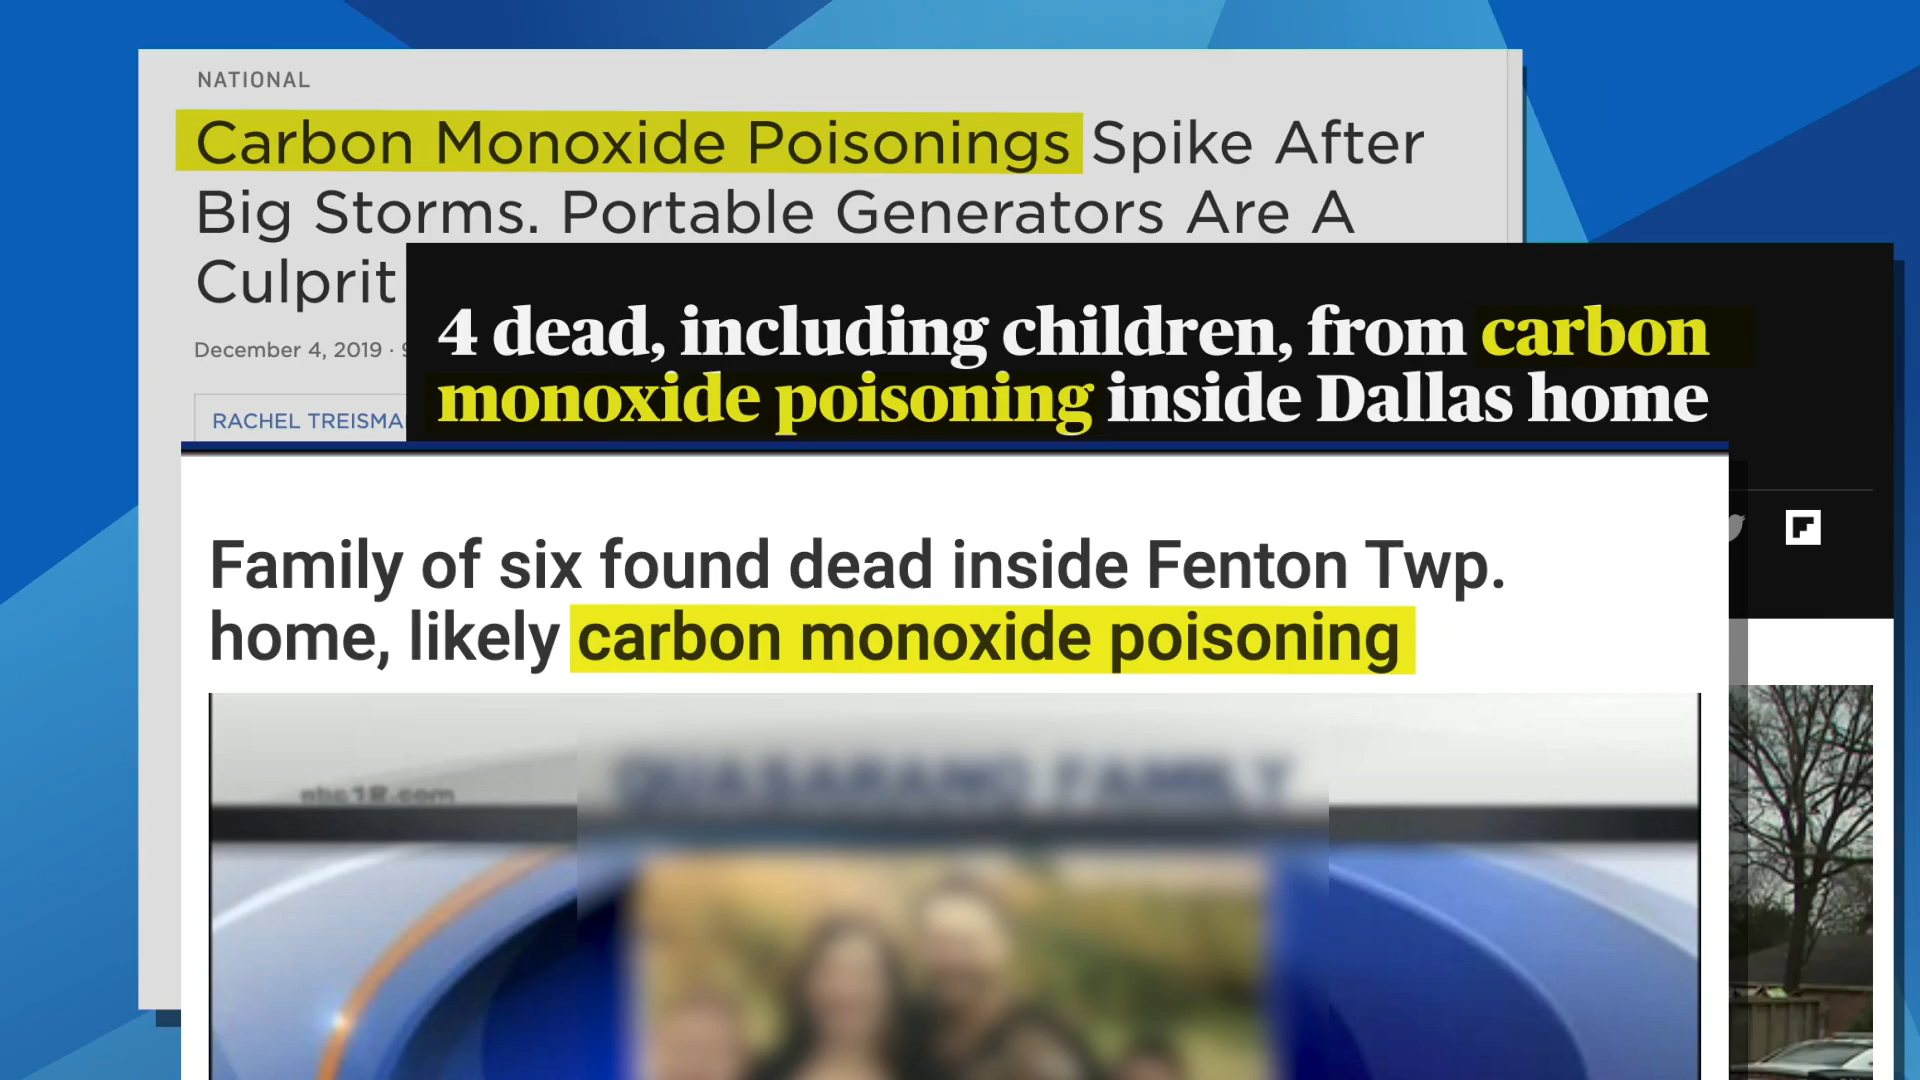 NATIONAL
Carbon Monoxide Poisonings Spike After
Big Storms. Portable Generators Are A
Culprit
December 4, 2019 ·
RACHEL
4 dead, including children, from carbon
monoxide poisoning inside Dallas home
Family of six found dead inside Fenton Twp.
home, likely carbon monoxide poisoning